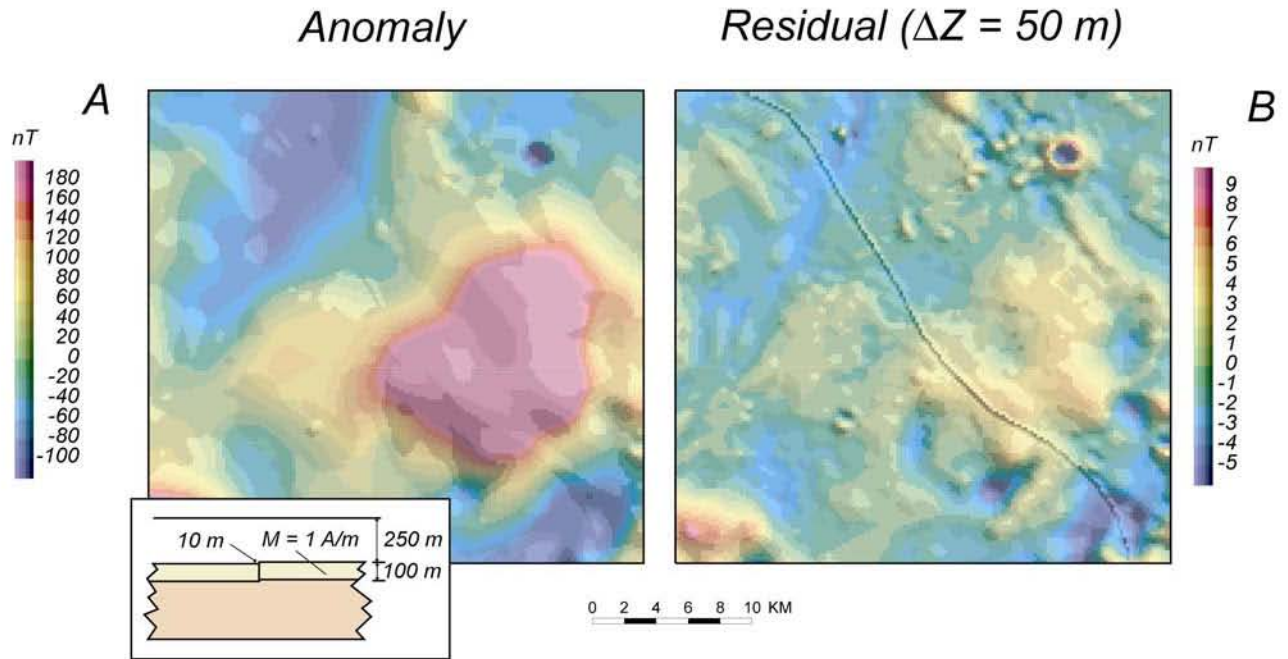 Anomaly
Residual (ΔZ = 50 m)
A
nT
180
160
140
120
100
80
60
40
20
0
-20
-40
-60
-80
-100
B
nT
9
8
7
6
5
4
3
2
1
0
-1
-2
-3
-4
-5
10 m
M = 1 A/m
250 m
100 m
0 2 4 6 8 10 KM